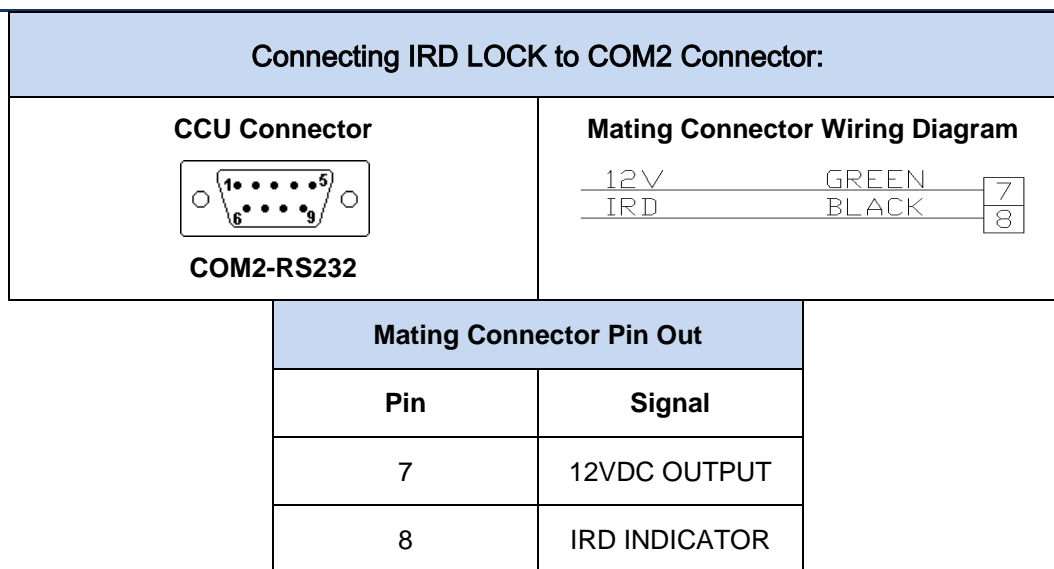 Connecting IRD LOCK to COM2 Connector:
CCU Connector
1 5
6 9
COM2-RS232
Mating Connector Wiring Diagram
12V GREEN 7
IRD BLACK 8
Mating Connector Pin Out
Pin Signal
7 12VDC OUTPUT
8 IRD INDICATOR